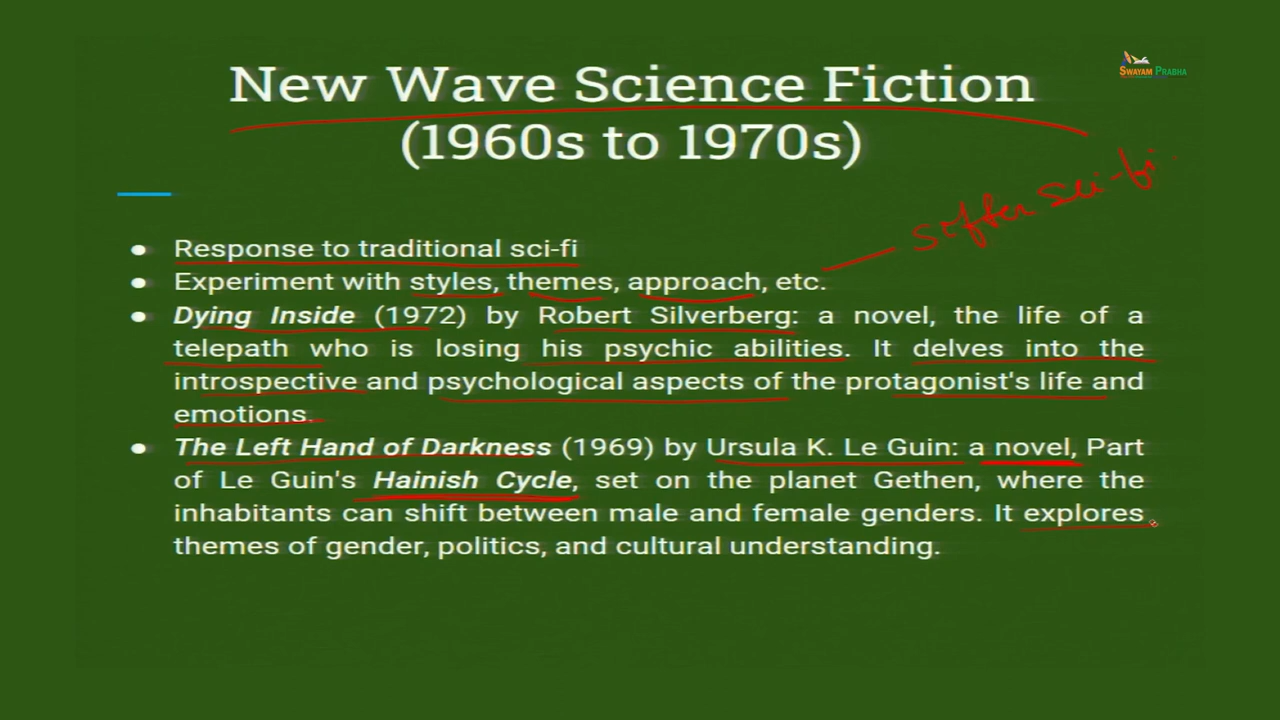 SWAYAM PRABHA
New Wave Science Fiction
(1960s to 1970s)
softer sci-fi
● Response to traditional sci-fi
● Experiment with styles, themes, approach, etc.
● Dying Inside (1972) by Robert Silverberg: a novel, the life of a
telepath who is losing his psychic abilities. It delves into the
introspective and psychological aspects of the protagonist's life and
emotions.
● The Left Hand of Darkness (1969) by Ursula K. Le Guin: a novel, Part
of Le Guin's Hainish Cycle, set on the planet Gethen, where the
inhabitants can shift between male and female genders. It explores
themes of gender, politics, and cultural understanding.